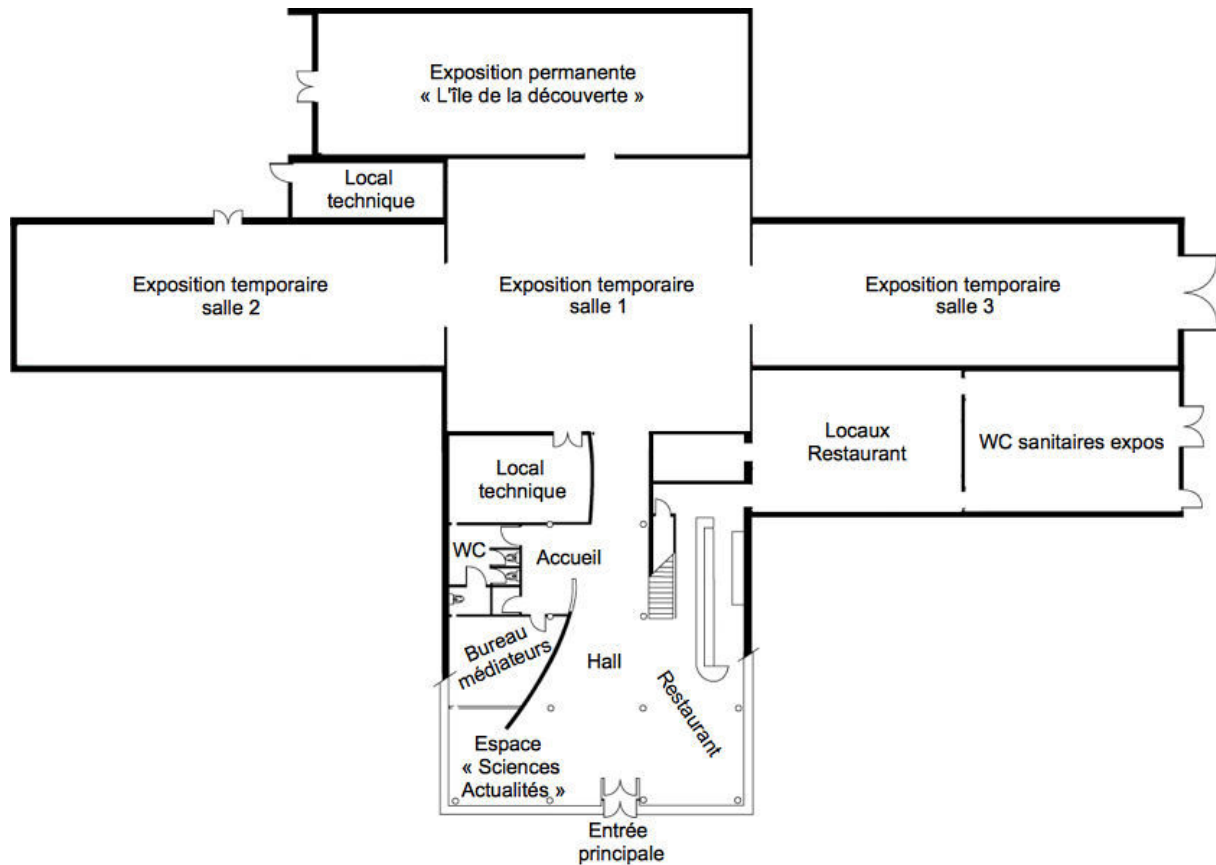 Exposition permanente
« L'île de la découverte »
Local
technique
Exposition temporaire
salle 2
Exposition temporaire
salle 1
Exposition temporaire
salle 3
Locaux
Restaurant
WC sanitaires expos
Local
technique
WC
Accueil
Bureau
médiateurs
Hall
Restaurant
Espace
« Sciences
Actualités »
Entrée
principale